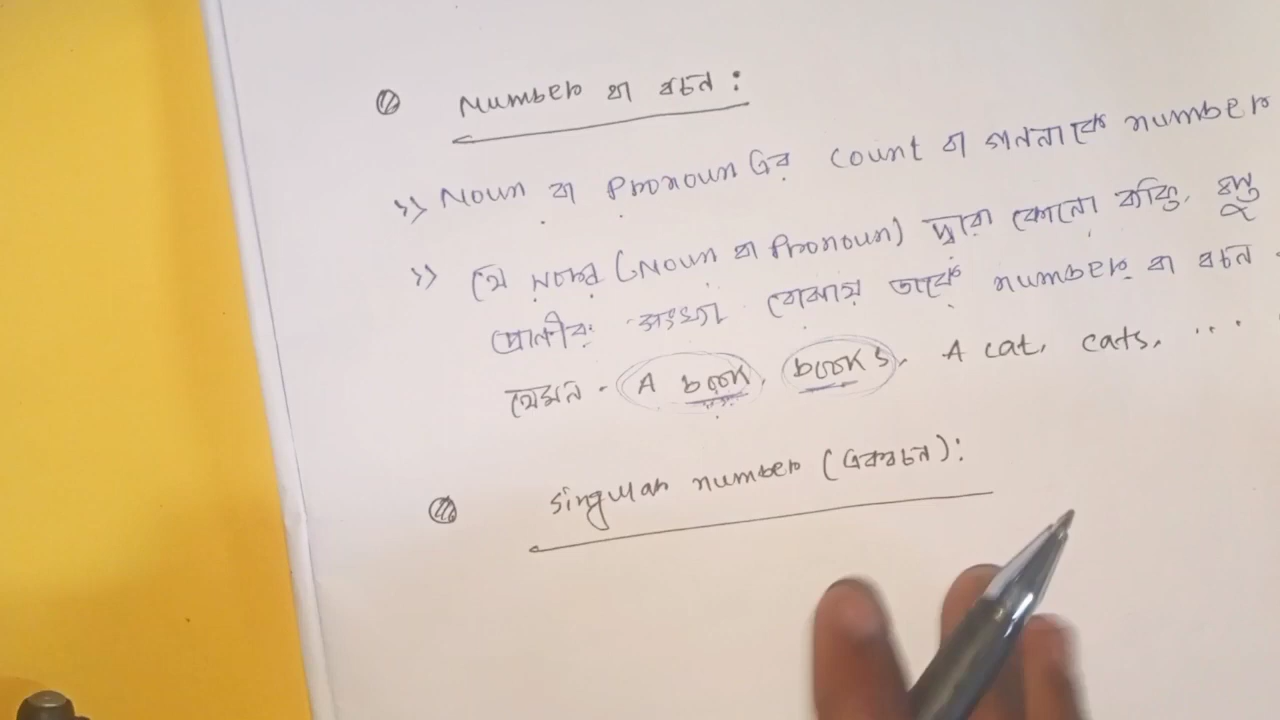 Number বা বচন :
>> Noun বা Pronoun এর count বা গননাকে number
>> যে শব্দের (Noun বা Pronoun) দ্বারা কোনো ব্যক্তি, বস্তু
প্রাণীর সংখ্যা বোঝায় তাকে number বা বচন
যেমন - A book, books, A cat, cats, ...
singular number (একবচন):